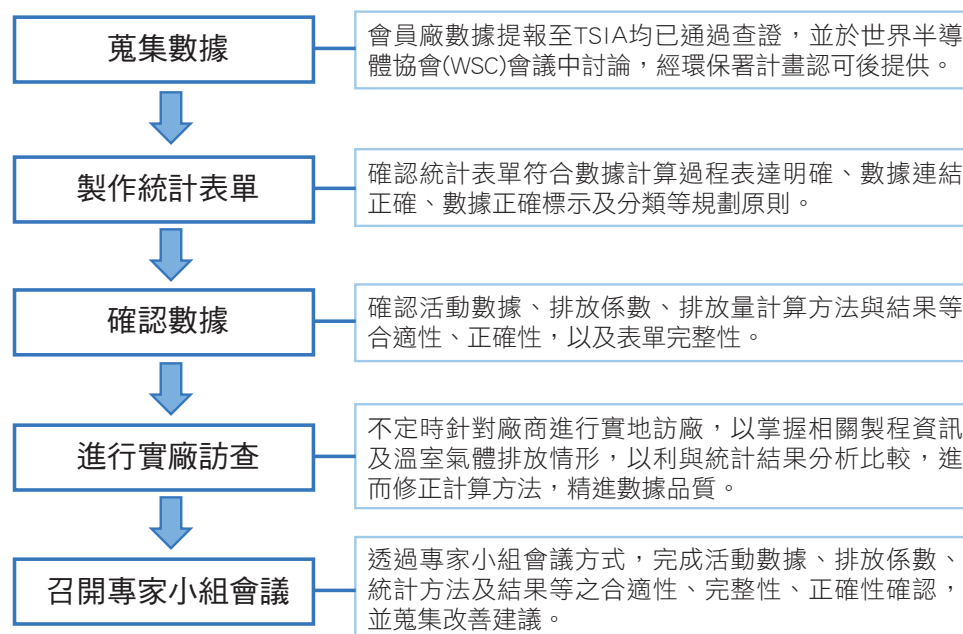 蒐集數據
會員廠數據提報至TSIA均已通過查證，並於世界半導
體協會(WSC)會議中討論，經環保署計畫認可後提供。
製作統計表單
確認統計表單符合數據計算過程表達明確、數據連結
正確、數據正確標示及分類等規劃原則。
確認數據
確認活動數據、排放係數、排放量計算方法與結果等
合適性、正確性，以及表單完整性。
進行實廠訪查
不定時針對廠商進行實地訪廠，以掌握相關製程資訊
及溫室氣體排放情形，以利與統計結果分析比較，進
而修正計算方法，精進數據品質。
召開專家小組會議
透過專家小組會議方式，完成活動數據、排放係數、
統計方法及結果等之合適性、完整性、正確性確認，
並蒐集改善建議。